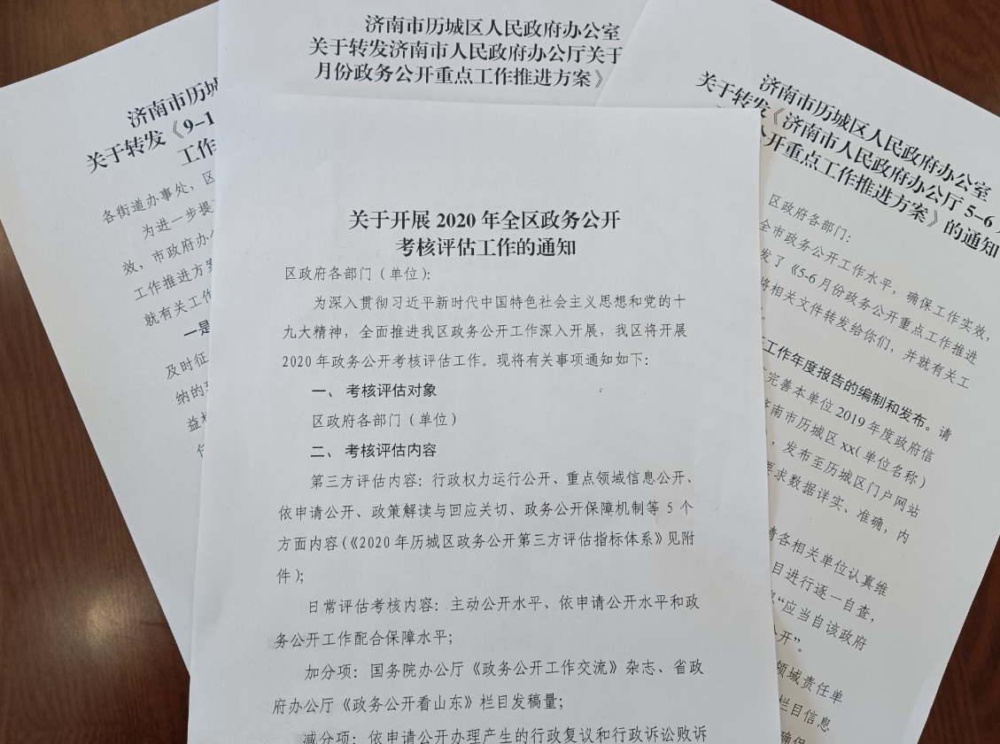 济南市历城区人民政府办公室
关于转发济南市人民政府办公厅关于
月份政务公开重点工作推进方案》
济南市历城
关于转发《9-1
工作
各街道办事处，区
为进一步提
效，市政府办公
工作推进方案
就有关工作
一是
及时征
纳的
益相
关于开展 2020 年全区政务公开
考核评估工作的通知
区政府各部门（单位）：
为深入贯彻习近平新时代中国特色社会主义思想和党的十
九大精神，全面推进我区政务公开工作深入开展，我区将开展
2020 年政务公开考核评估工作。现将有关事项通知如下：
一、考核评估对象
区政府各部门（单位）
二、考核评估内容
第三方评估内容：行政权力运行公开、重点领域信息公开、
依申请公开、政策解读与回应关切、政务公开保障机制等 5 个
方面内容（《2020 年历城区政务公开第三方评估指标体系》见附
件）；
日常评估考核内容：主动公开水平、依申请公开水平和政
务公开工作配合保障水平；
加分项：国务院办公厅《政务公开工作交流》杂志、省政
府办公厅《政务公开看山东》栏目发稿量；
减分项：依申请公开办理产生的行政复议和行政诉讼败诉
济南市历城区人民政府办公室
关于转发《济南市人民政府办公厅 5-6
公开重点工作推进方案》的通知
区政府各部门：
全市政务公开工作水平，确保工作实效，
发了《5-6 月份政务公开重点工作推进
将相关文件转发给你们，并就有关工
工作年度报告的编制和发布。请
完善本单位 2019 年度政府信
济南市历城区 xx（单位名称）
，发布至历城区门户网站
要求数据详实、准确，内
请各相关单位认真维
目进行逐一自查，
“应当自该政府
公开”。
领域责任单
栏目信息
确保